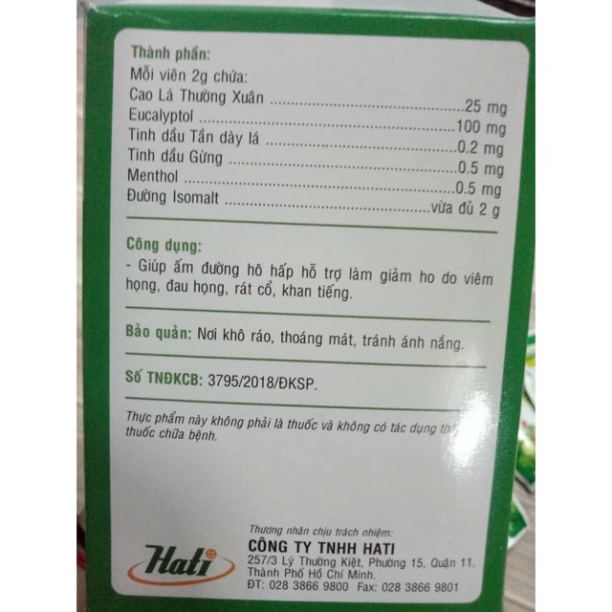 Thành phần:
Mỗi viên 2g chứa:
Cao Lá Thường Xuân ........................................25 mg
Eucalyptol ........................................100 mg
Tinh dầu Tần dày lá ........................................0.2 mg
Tinh dầu Gừng ........................................0.5 mg
Menthol ........................................0.5 mg
Đường Isomalt ........................................vừa đủ 2 g
Công dụng:
- Giúp ấm đường hô hấp hỗ trợ làm giảm ho do viêm
họng, đau họng, rát cổ, khan tiếng.
Bảo quản: Nơi khô ráo, thoáng mát, tránh ánh nắng.
Số TNĐKCB: 3795/2018/ĐKSP.
Thực phẩm này không phải là thuốc và không có tác dụng
thuốc chữa bệnh.
Thương nhân chịu trách nhiệm:
Hati
CÔNG TY TNHH HATI
257/3 Lý Thường Kiệt, Phường 15, Quận 11.
Thành Phố Hồ Chí Minh.
ĐT: 028 3866 9800 Fax: 028 3866 9801